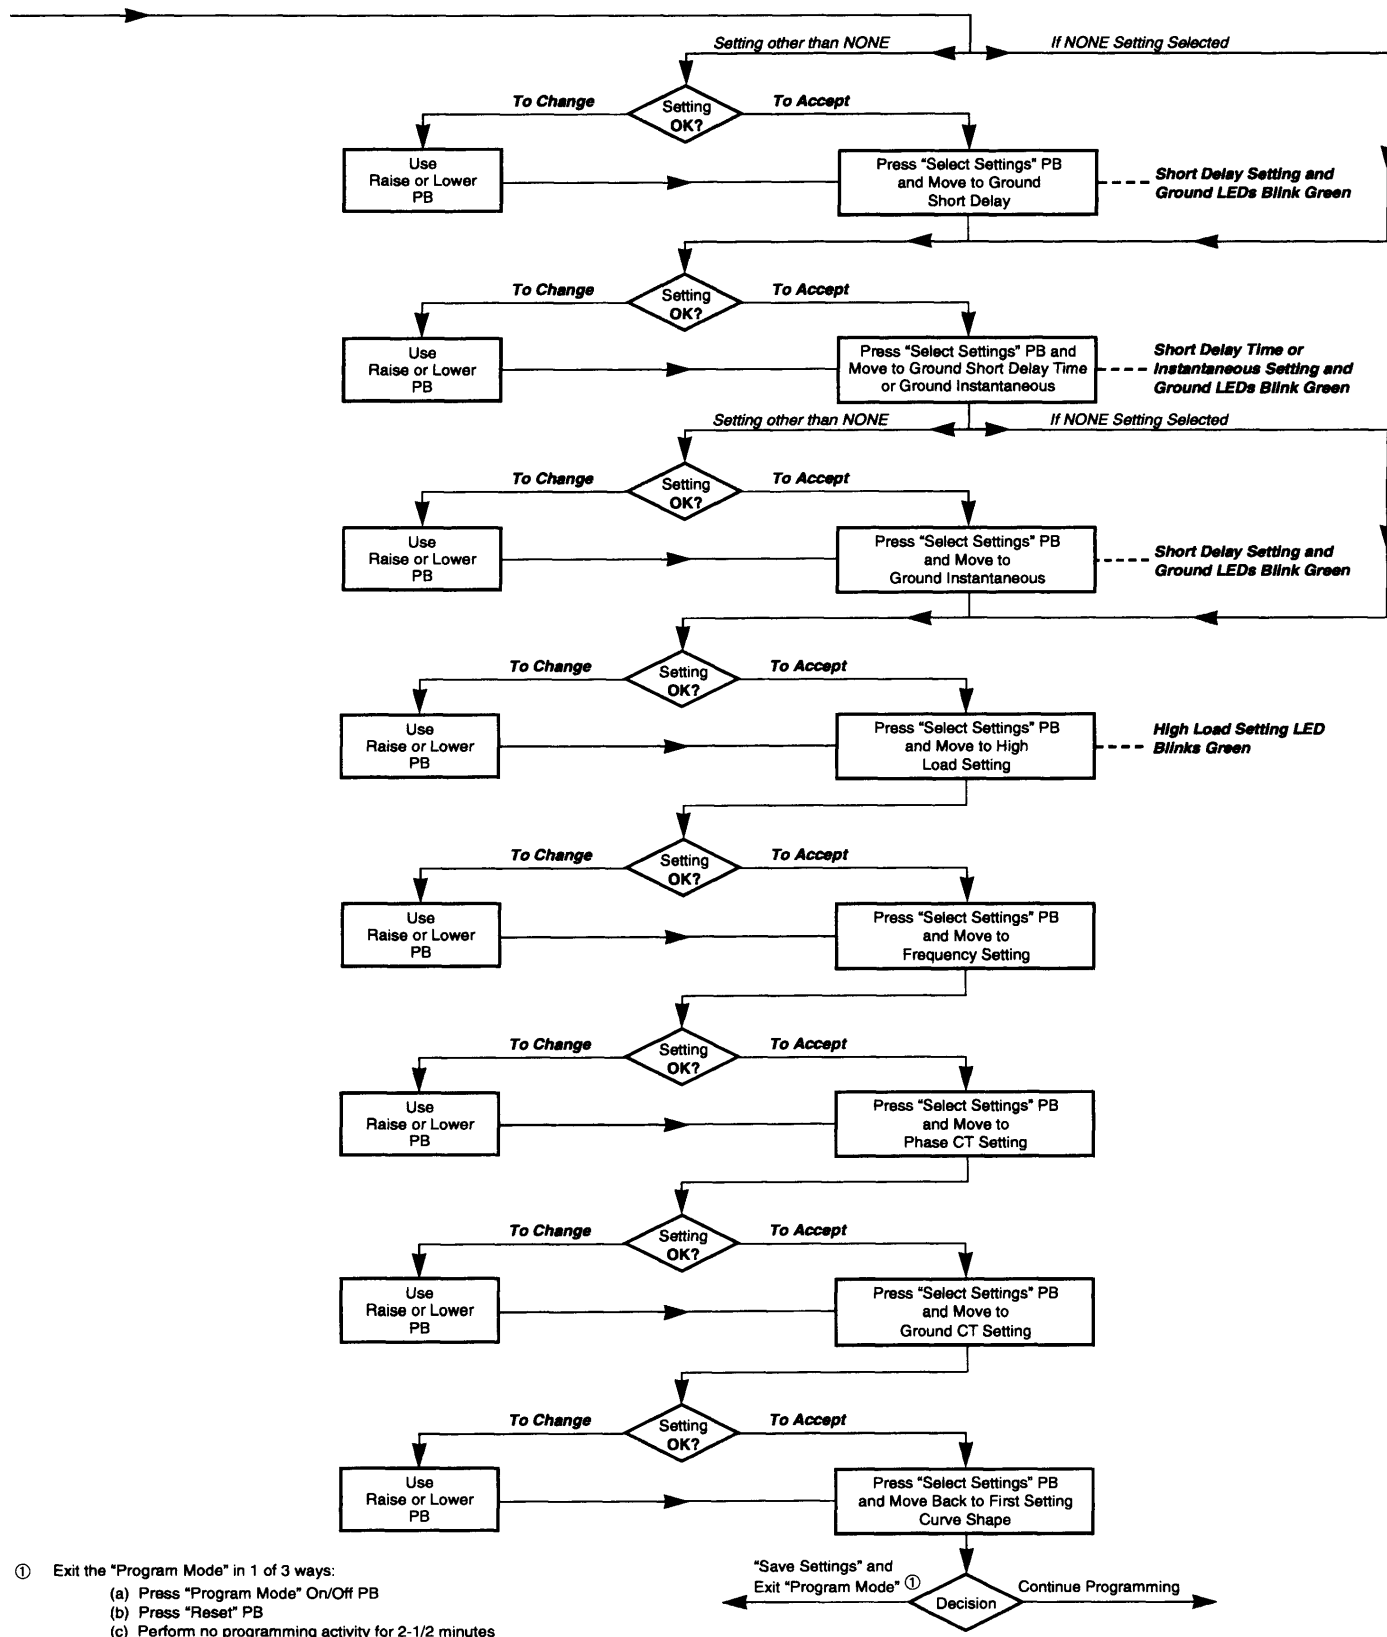 Setting other than NONE
If NONE Setting Selected
To Change
Setting
OK?
To Accept
Use
Raise or Lower
PB
Press "Select Settings" PB
and Move to Ground
Short Delay
Short Delay Setting and
Ground LEDs Blink Green
To Change
Setting
OK?
To Accept
Use
Raise or Lower
PB
Press "Select Settings" PB and
Move to Ground Short Delay Time
or Ground Instantaneous
Short Delay Time or
Instantaneous Setting and
Ground LEDs Blink Green
Setting other than NONE
If NONE Setting Selected
To Change
Setting
OK?
To Accept
Use
Raise or Lower
PB
Press "Select Settings" PB
and Move to
Ground Instantaneous
Short Delay Setting and
Ground LEDs Blink Green
To Change
Setting
OK?
To Accept
Use
Raise or Lower
PB
Press "Select Settings" PB
and Move to High
Load Setting
High Load Setting LED
Blinks Green
To Change
Setting
OK?
To Accept
Use
Raise or Lower
PB
Press "Select Settings" PB
and Move to
Frequency Setting
To Change
Setting
OK?
To Accept
Use
Raise or Lower
PB
Press "Select Settings" PB
and Move to
Phase CT Setting
To Change
Setting
OK?
To Accept
Use
Raise or Lower
PB
Press "Select Settings" PB
and Move to
Ground CT Setting
To Change
Setting
OK?
To Accept
Use
Raise or Lower
PB
Press "Select Settings" PB
and Move Back to First Setting
Curve Shape
"Save Settings" and
Exit "Program Mode" ①
Decision
Continue Programming
① Exit the "Program Mode" in 1 of 3 ways:
(a) Press "Program Mode" On/Off PB
(b) Press "Reset" PB
(c) Perform no programming activity for 2-1/2 minutes